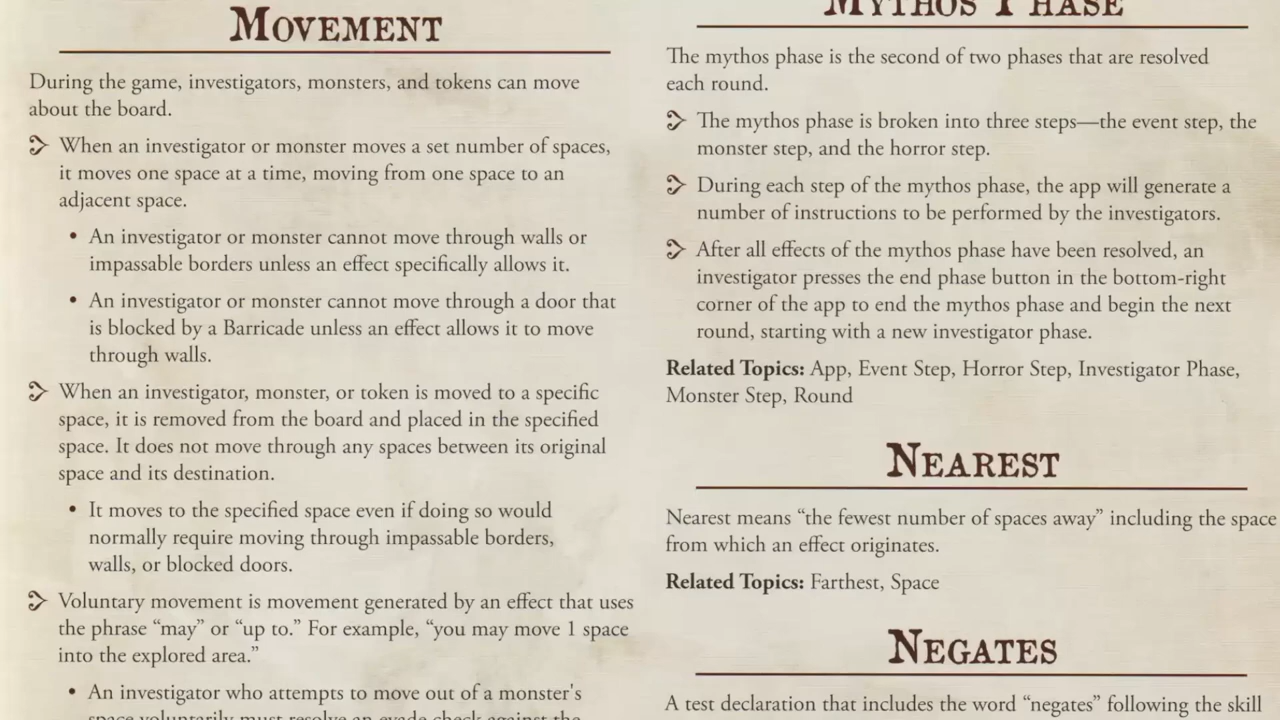 Movement
During the game, investigators, monsters, and tokens can move
about the board.
When an investigator or monster moves a set number of spaces,
it moves one space at a time, moving from one space to an
adjacent space.
• An investigator or monster cannot move through walls or
impassable borders unless an effect specifically allows it.
• An investigator or monster cannot move through a door that
is blocked by a Barricade unless an effect allows it to move
through walls.
When an investigator, monster, or token is moved to a specific
space, it is removed from the board and placed in the specified
space. It does not move through any spaces between its original
space and its destination.
• It moves to the specified space even if doing so would
normally require moving through impassable borders,
walls, or blocked doors.
Voluntary movement is movement generated by an effect that uses
the phrase “may” or “up to.” For example, “you may move 1 space
into the explored area.”
• An investigator who attempts to move out of a monster's
space voluntarily must resolve an evade check against the
Mythos Phase
The mythos phase is the second of two phases that are resolved
each round.
The mythos phase is broken into three steps—the event step, the
monster step, and the horror step.
During each step of the mythos phase, the app will generate a
number of instructions to be performed by the investigators.
After all effects of the mythos phase have been resolved, an
investigator presses the end phase button in the bottom-right
corner of the app to end the mythos phase and begin the next
round, starting with a new investigator phase.
Related Topics: App, Event Step, Horror Step, Investigator Phase,
Monster Step, Round
Nearest
Nearest means “the fewest number of spaces away” including the space
from which an effect originates.
Related Topics: Farthest, Space
Negates
A test declaration that includes the word “negates” following the skill